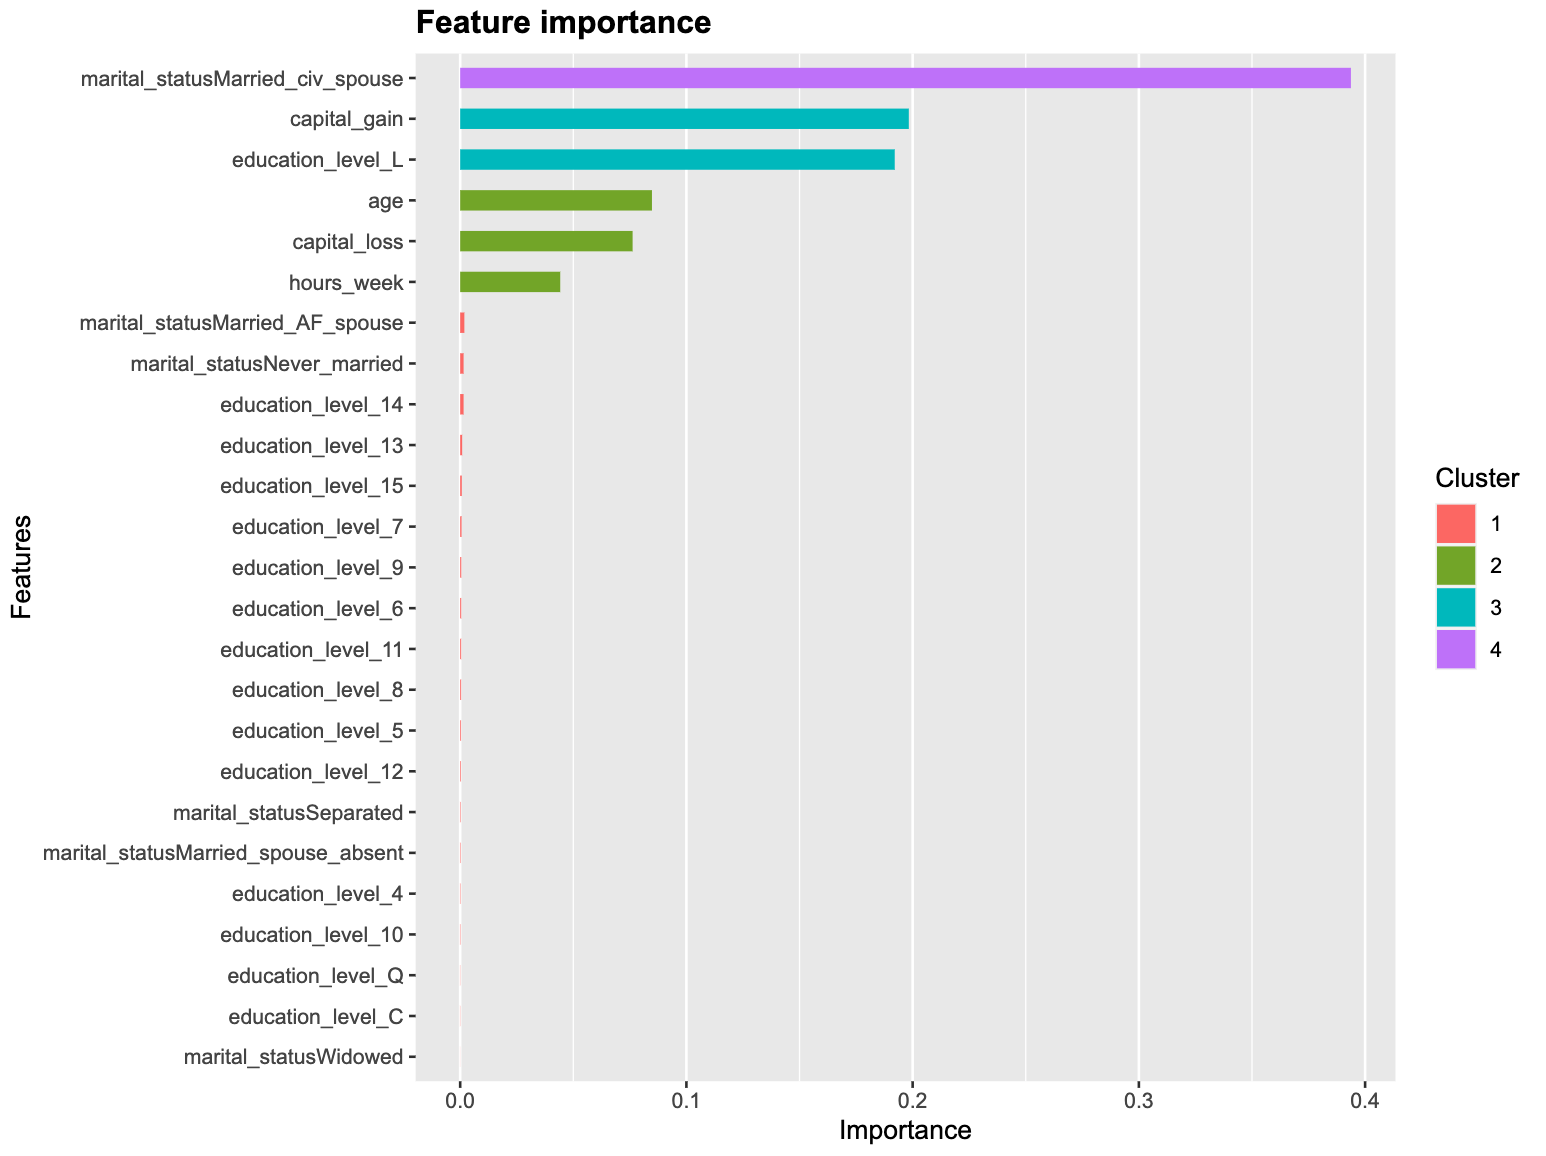 Feature importance
marital_statusMarried_civ_spouse
capital_gain
education_level_L
age
capital_loss
hours_week
marital_statusMarried_AF_spouse
marital_statusNever_married
education_level_14
education_level_13
education_level_15
education_level_7
education_level_9
education_level_6
education_level_11
education_level_8
education_level_5
education_level_12
marital_statusSeparated
marital_statusMarried_spouse_absent
education_level_4
education_level_10
education_level_Q
education_level_C
marital_statusWidowed
Features
0.0 0.1 0.2 0.3 0.4
Importance
Cluster
1
2
3
4